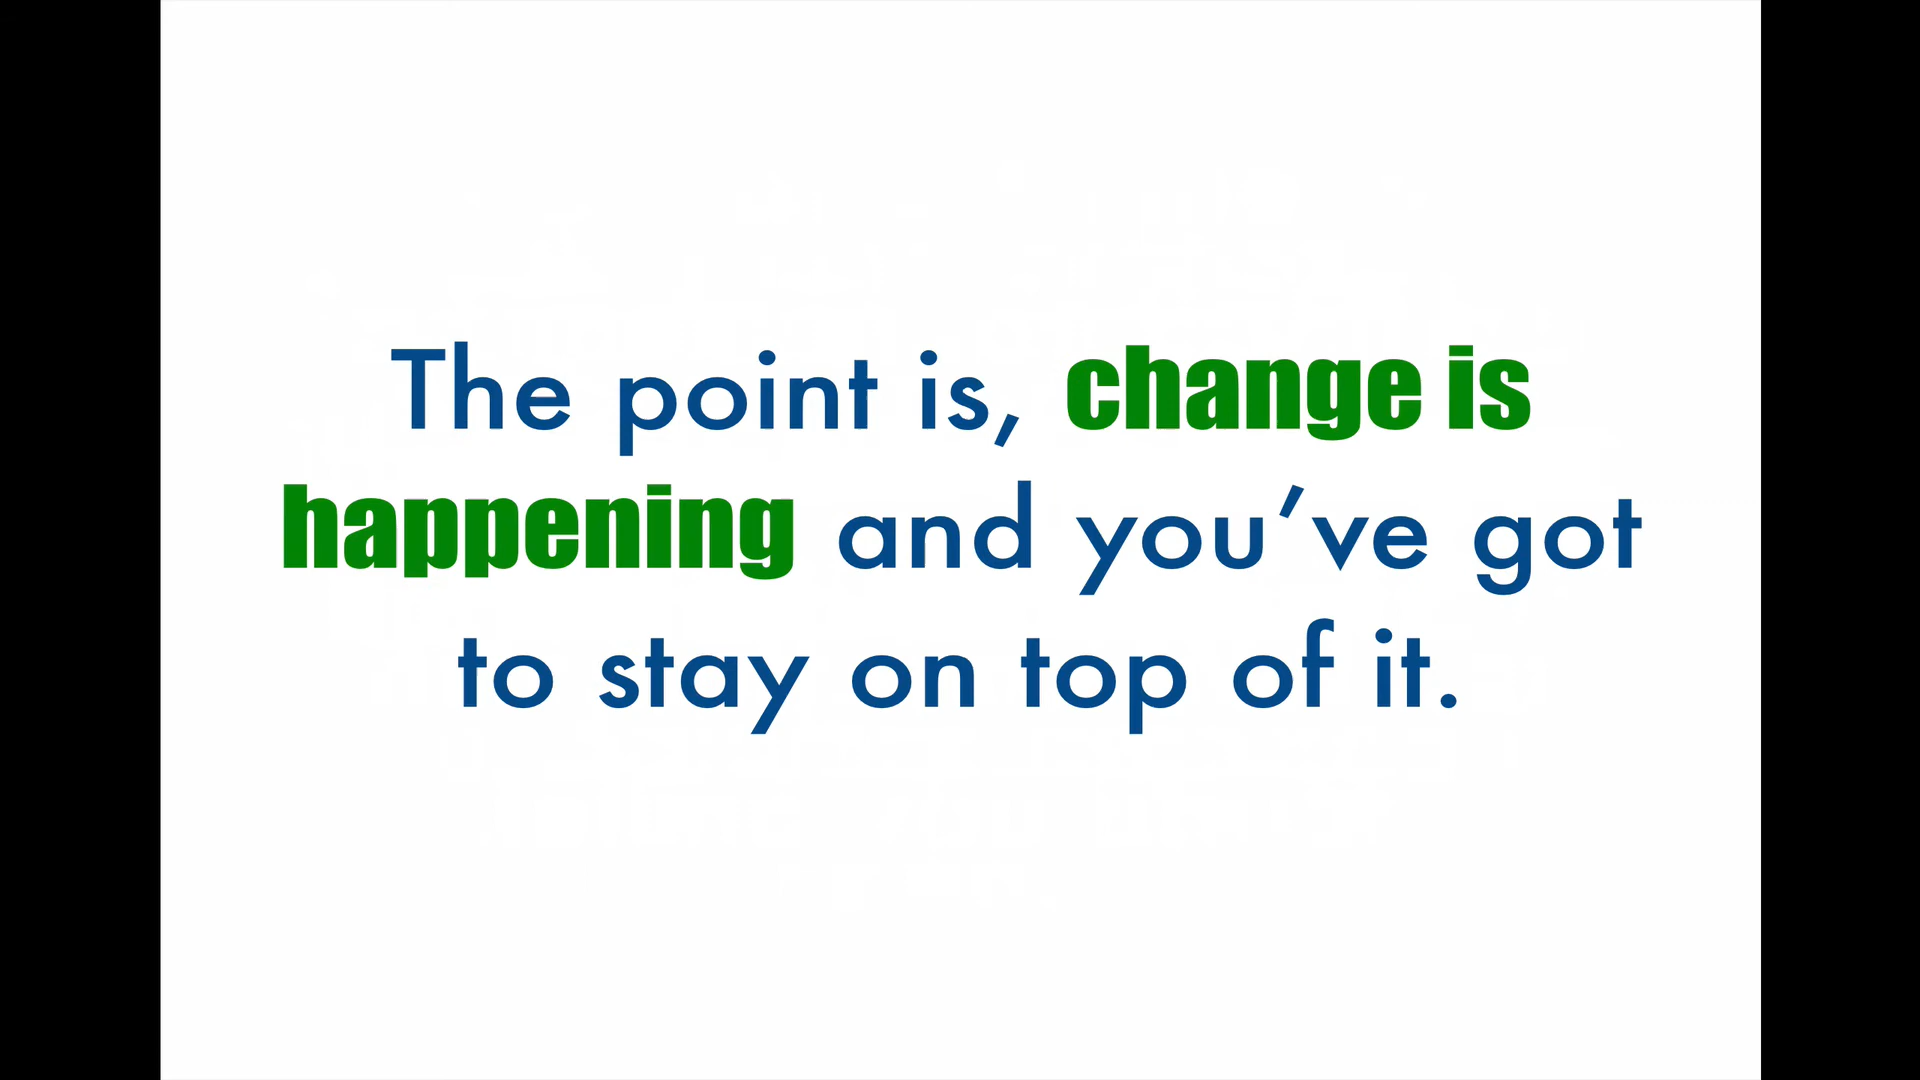 The point is, change is
happening and you’ve got
to stay on top of it.